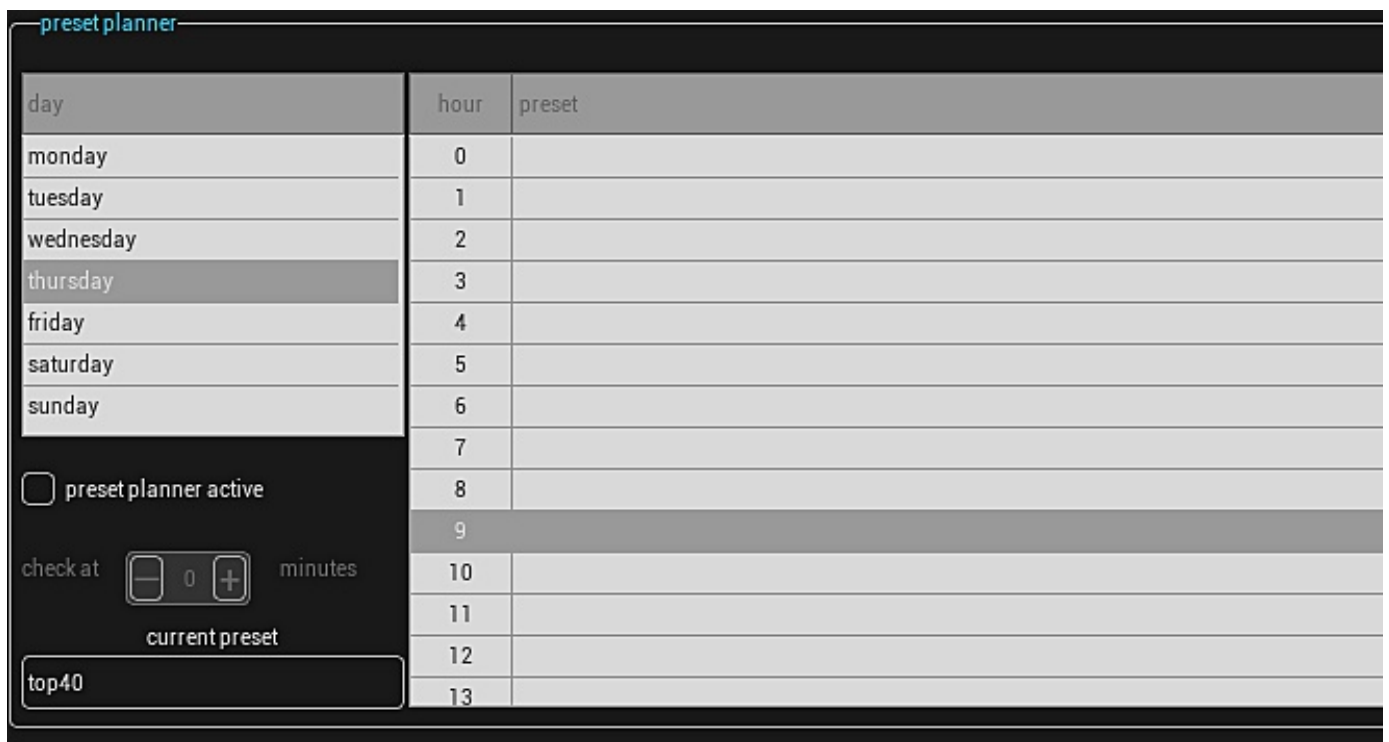 preset planner
day
monday
tuesday
wednesday
thursday
friday
saturday
sunday
preset planner active
check at - 0 + minutes
current preset
top40
hour preset
0
1
2
3
4
5
6
7
8
9
10
11
12
13